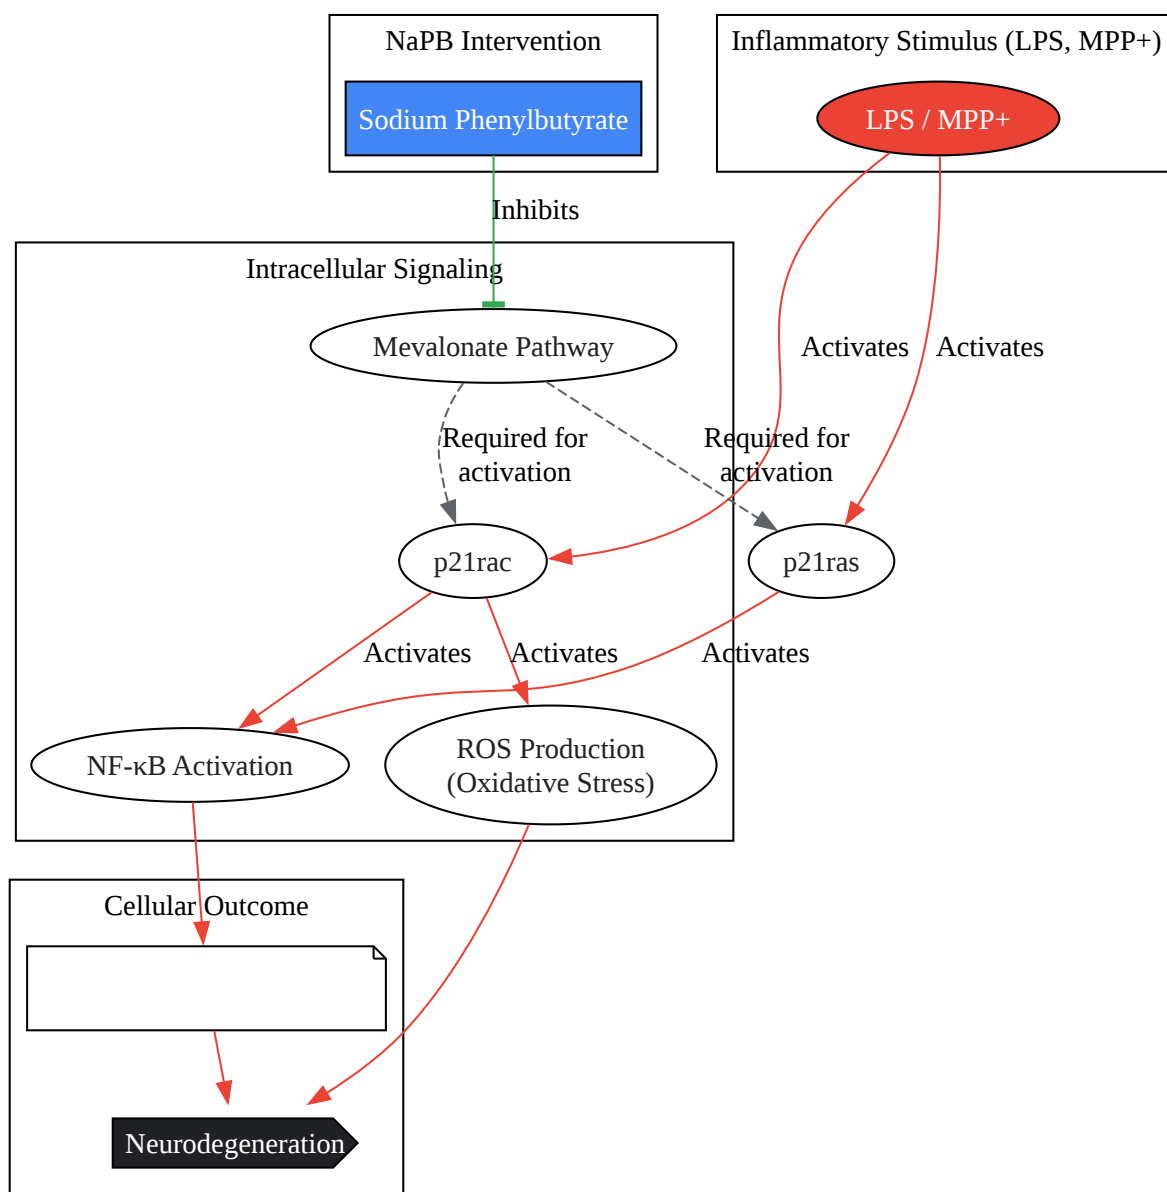 NaPB Intervention
Inflammatory Stimulus (LPS, MPP+)
Sodium Phenylbutyrate
LPS / MPP+
Inhibits
Intracellular Signaling
Mevalonate Pathway
Activates
Activates
Required for
activation
Required for
activation
p21rac
p21ras
Activates
Activates
Activates
NF-κB Activation
ROS Production
(Oxidative Stress)
Cellular Outcome
Neurodegeneration